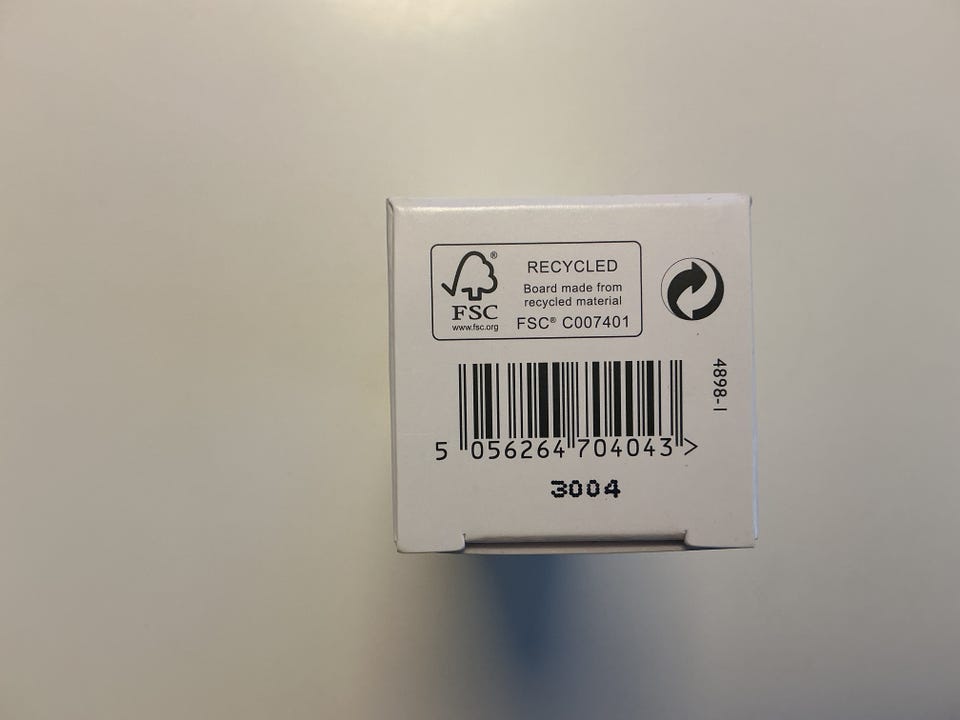 RECYCLED
Board made from
recycled material
FSC® C007401
®
FSC
www.fsc.org
4898-I
5 056264 704043 >
3004